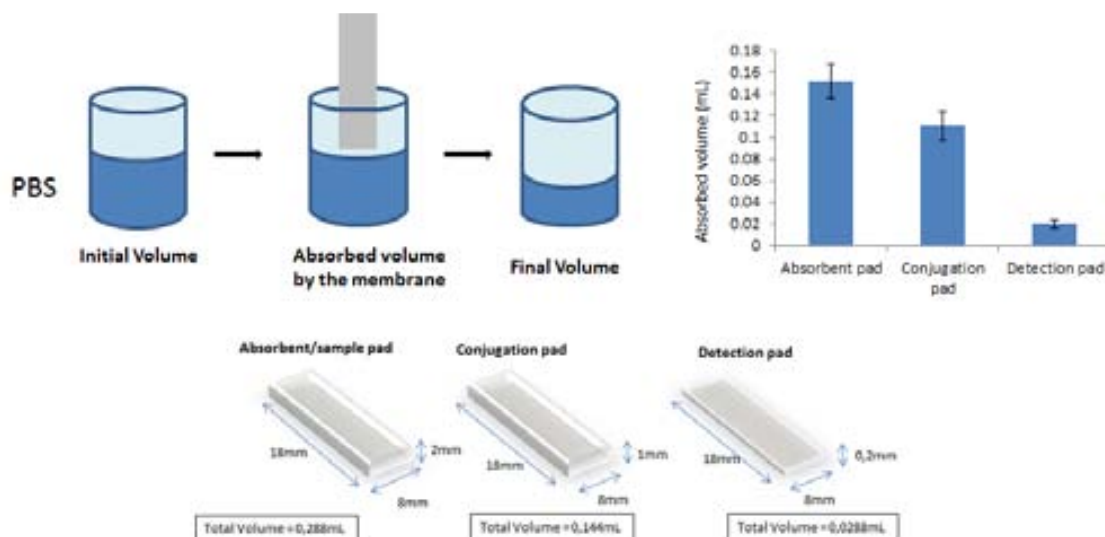 PBS
Initial Volume
Absorbed volume
by the membrane
Final Volume
Absorbed volume (mL)
0.18
0.16
0.14
0.12
0.1
0.08
0.06
0.04
0.02
0
Absorbent pad
Conjugation
pad
Detection pad
Absorbent/sample pad
18mm
2mm
8mm
Total Volume =0,288mL
Conjugation pad
18mm
1mm
8mm
Total Volume =0,144mL
Detection pad
18mm
0,2mm
8mm
Total Volume =0,0288mL